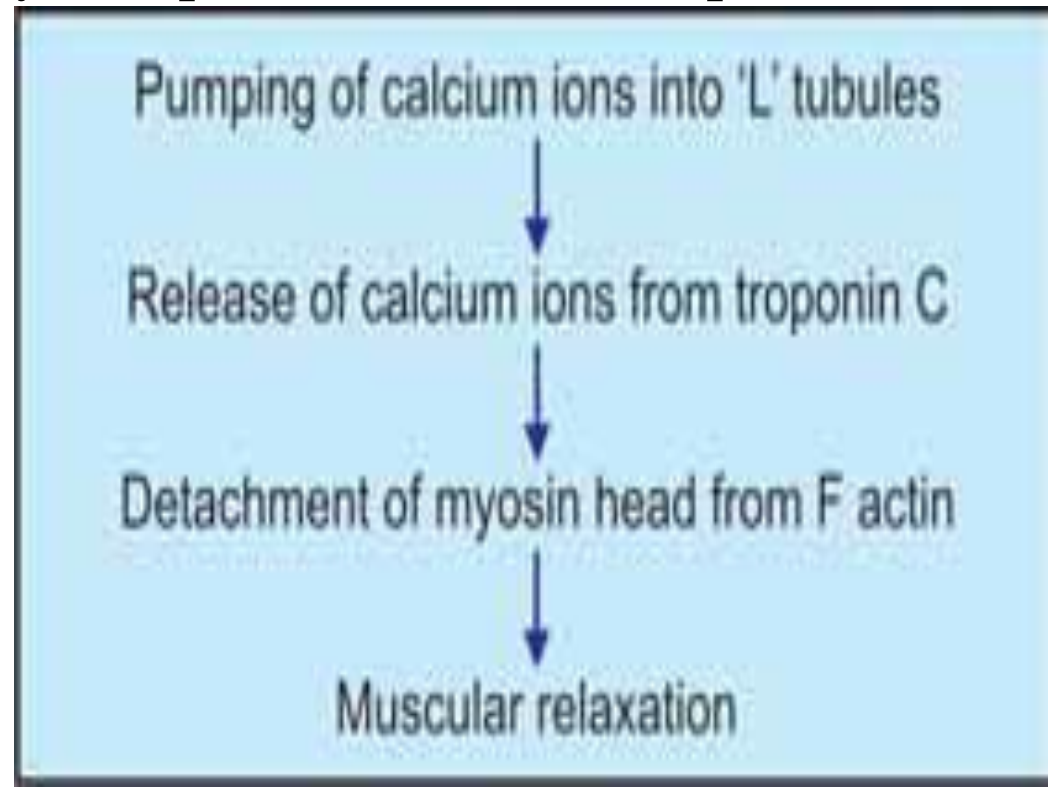 Pumping of calcium ions into ‘L’ tubules
Release of calcium ions from troponin C
Detachment of myosin head from F actin
Muscular relaxation